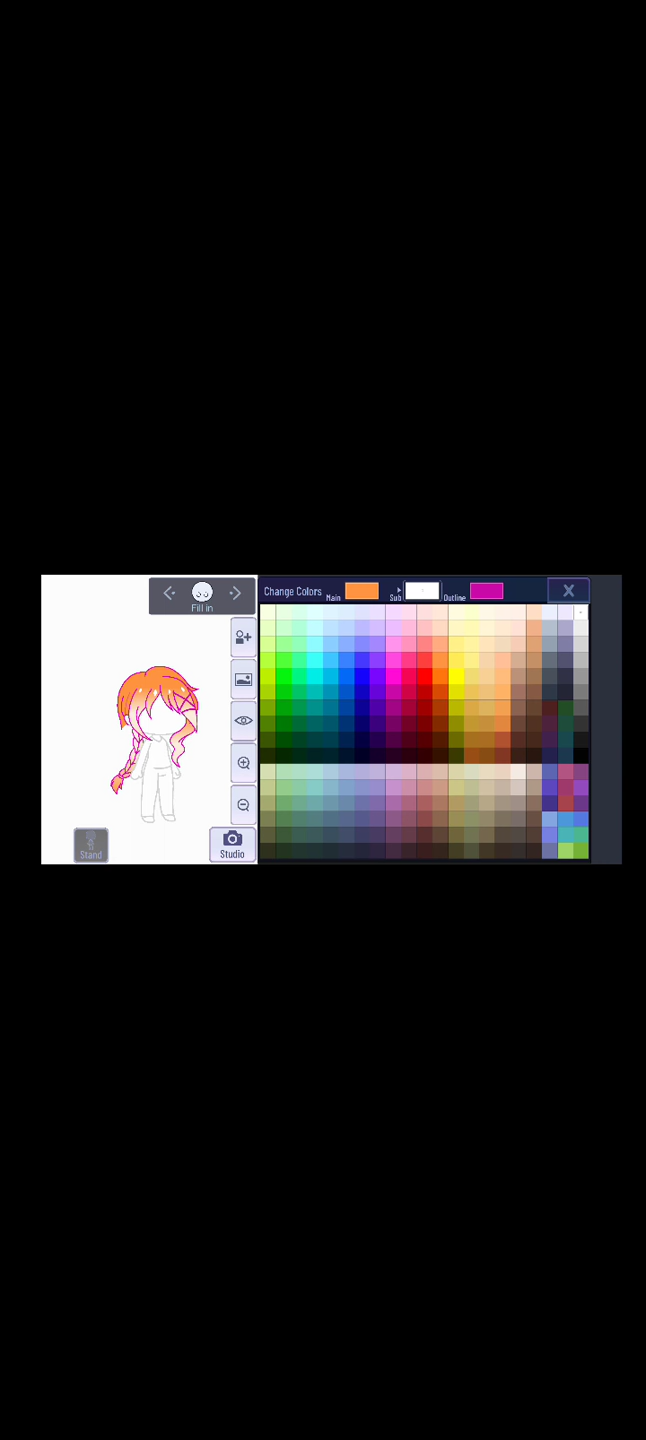 Change Colors
Main
Sub
Outline
Fill in
Stand
Studio